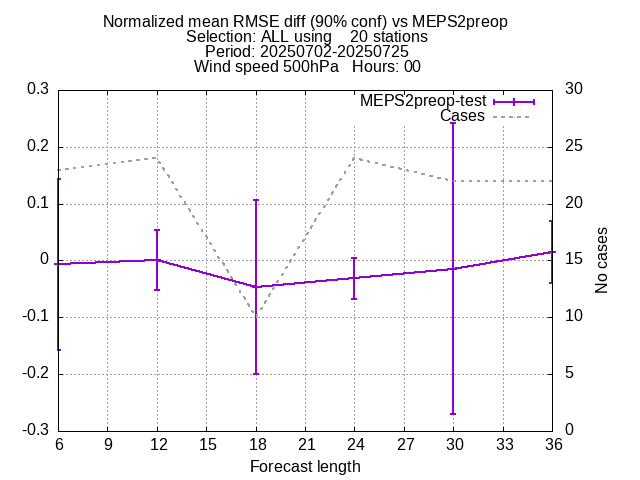 Normalized mean RMSE diff (90% conf) vs MEPS2preop
Selection: ALL using    20 stations
Period: 20250702-20250725
Wind speed 500hPa   Hours: 00
MEPS2preop-test
Cases
0.3
0.2
0.1
0
-0.1
-0.2
-0.3
30
25
20
15
10
5
0
No cases
6 9 12 15 18 21 24 27 30 33 36
Forecast length